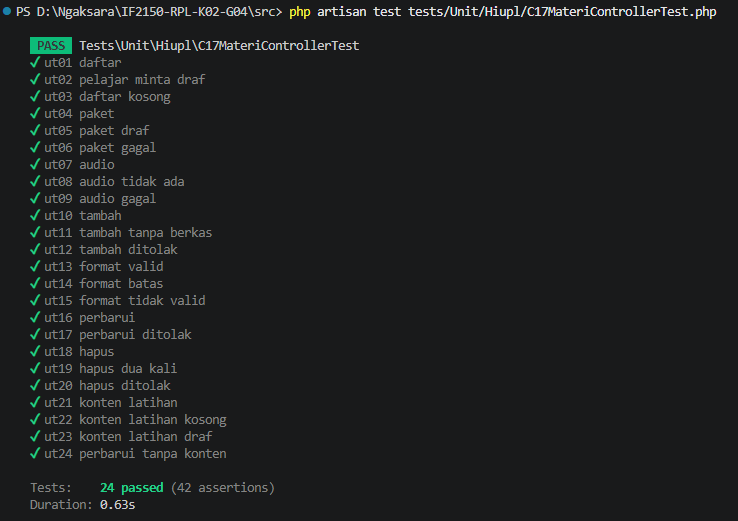 PS D:\Ngaksara\IF2150-RPL-K02-G04\src> php artisan test tests/Unit/Hiupl/C17MateriControllerTest.php
PASS Tests\Unit\Hiupl\C17MateriControllerTest
✓ ut01 daftar
✓ ut02 pelajar minta draf
✓ ut03 daftar kosong
✓ ut04 paket
✓ ut05 paket draf
✓ ut06 paket gagal
✓ ut07 audio
✓ ut08 audio tidak ada
✓ ut09 audio gagal
✓ ut10 tambah
✓ ut11 tambah tanpa berkas
✓ ut12 tambah ditolak
✓ ut13 format valid
✓ ut14 format batas
✓ ut15 format tidak valid
✓ ut16 perbarui
✓ ut17 perbarui ditolak
✓ ut18 hapus
✓ ut19 hapus dua kali
✓ ut20 hapus ditolak
✓ ut21 konten latihan
✓ ut22 konten latihan kosong
✓ ut23 konten latihan draf
✓ ut24 perbarui tanpa konten
Tests: 24 passed (42 assertions)
Duration: 0.63s